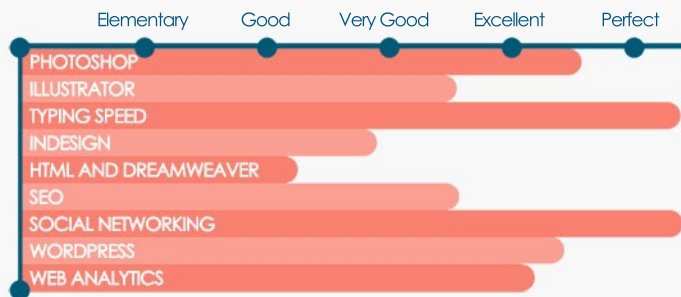 Elementary Good Very Good Excellent Perfect
PHOTOSHOP
ILLUSTRATOR
TYPING SPEED
INDESIGN
HTML AND DREAMWEAVER
SEO
SOCIAL NETWORKING
WORDPRESS
WEB ANALYTICS